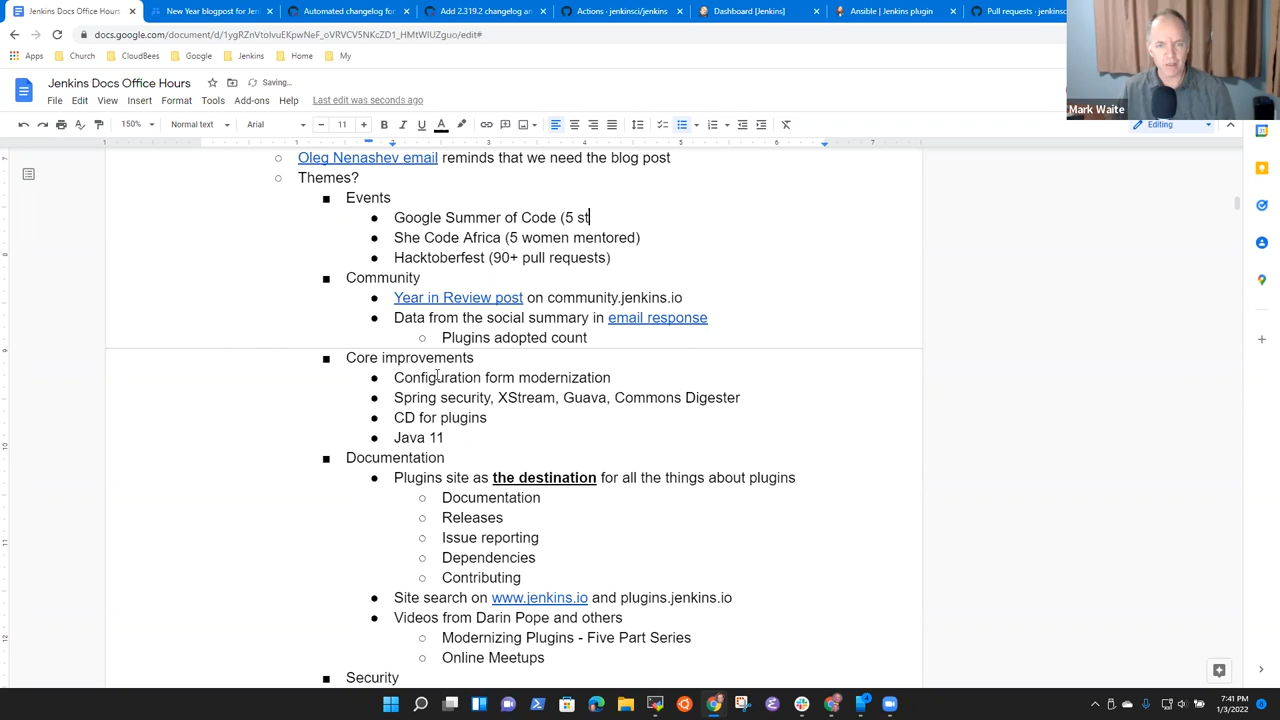 Jenkins Docs Office Hours
New Year blogpost for Jen
Automated changelog for
Add 2.319.2 changelog an
Actions · jenkinsci/jenkins
Dashboard [Jenkins]
Ansible | Jenkins plugin
Pull requests · jenkinsc
docs.google.com/document/d/1ygRZnVtoIvuEKpwNF_oVRVCV5NKcZD1_HMtWIUZguo/edit#
Apps
Church
CloudBees
Google
Jenkins
Home
My
Jenkins Docs Office Hours
Saving...
File Edit View Insert Format Tools Add-ons Help Last edit was seconds ago
150% Normal text Arial 11
Editing
Mark Waite
Oleg Nenashev email reminds that we need the blog post
Themes?
Events
Google Summer of Code (5 st
She Code Africa (5 women mentored)
Hacktoberfest (90+ pull requests)
Community
Year in Review post on community.jenkins.io
Data from the social summary in email response
Plugins adopted count
Core improvements
Configuration form modernization
Spring security, XStream, Guava, Commons Digester
CD for plugins
Java 11
Documentation
Plugins site as the destination for all the things about plugins
Documentation
Releases
Issue reporting
Dependencies
Contributing
Site search on www.jenkins.io and plugins.jenkins.io
Videos from Darin Pope and others
Modernizing Plugins - Five Part Series
Online Meetups
Security
7:41 PM
1/3/2022